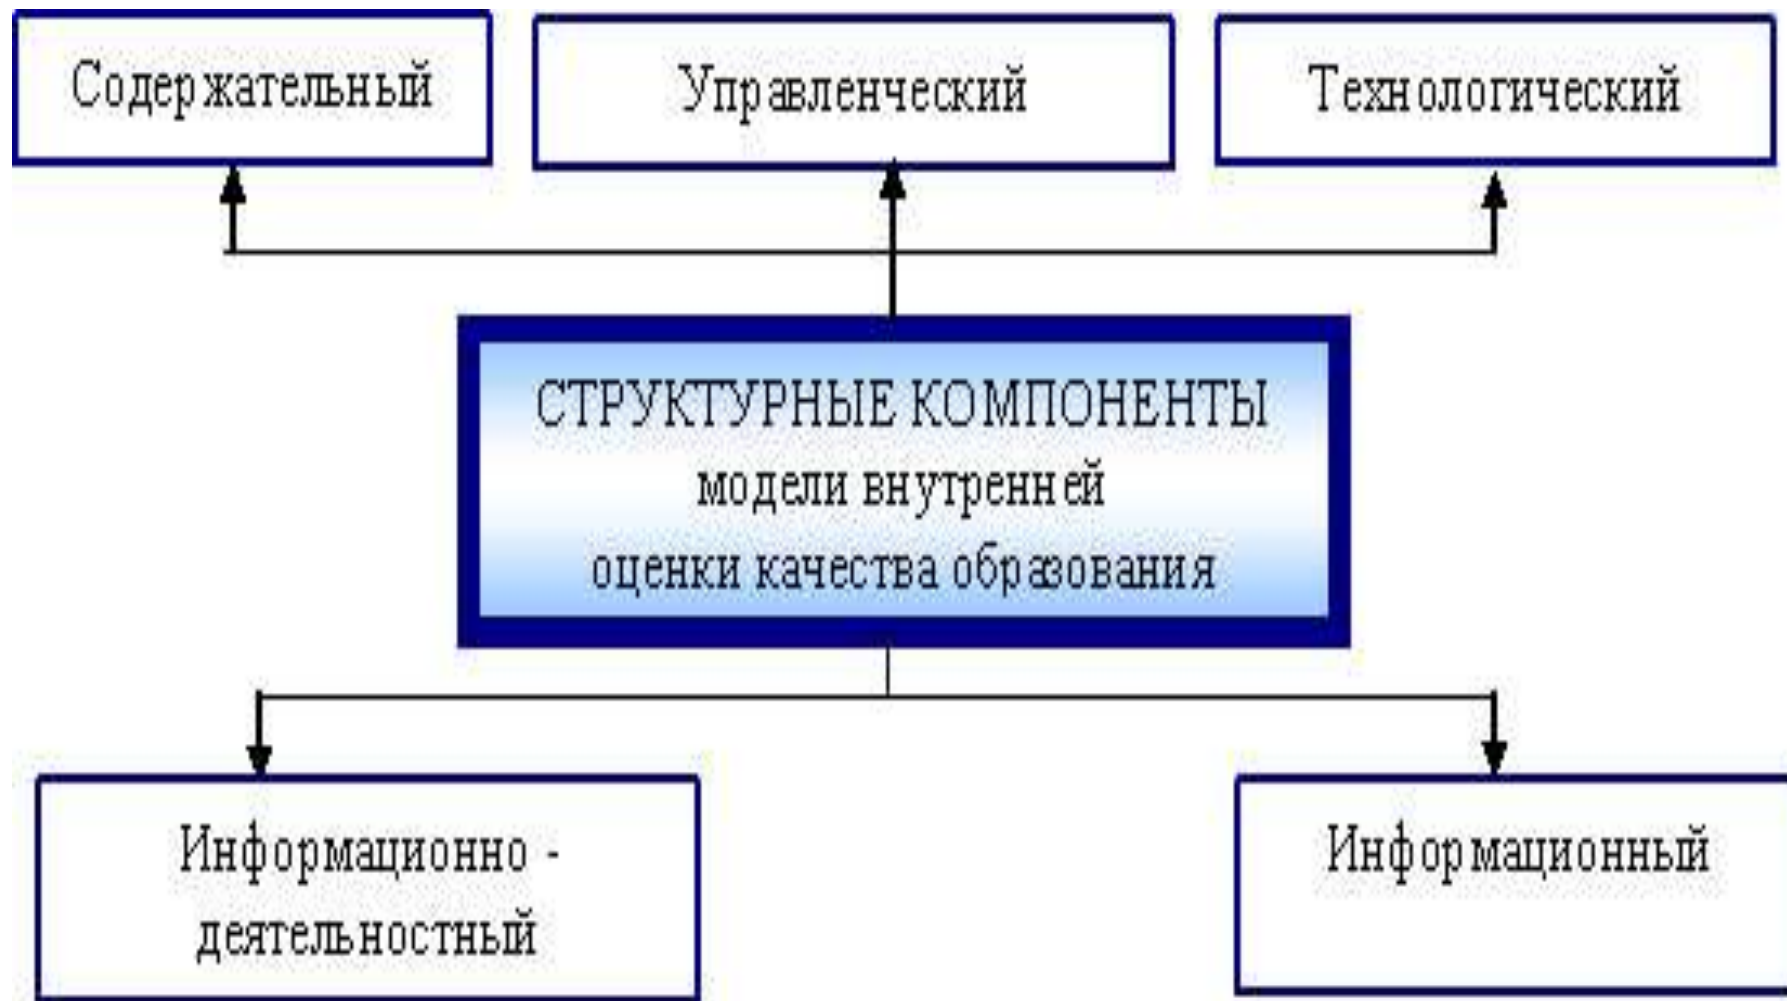 Содержательный
Управленческий
Технологический
СТРУКТУРНЫЕ КОМПОНЕНТЫ
модели внутренней
оценки качества образования
Информационно -
деятельностный
Информационный